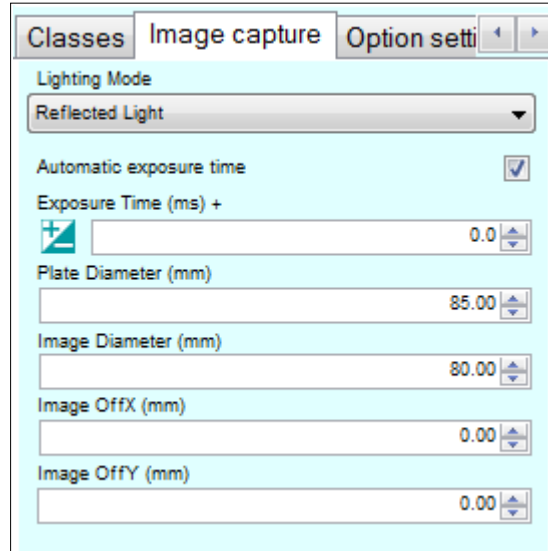 Classes Image capture Option setti
Lighting Mode
Reflected Light
Automatic exposure time
Exposure Time (ms) +
0.0
Plate Diameter (mm)
85.00
Image Diameter (mm)
80.00
Image OffX (mm)
0.00
Image OffY (mm)
0.00